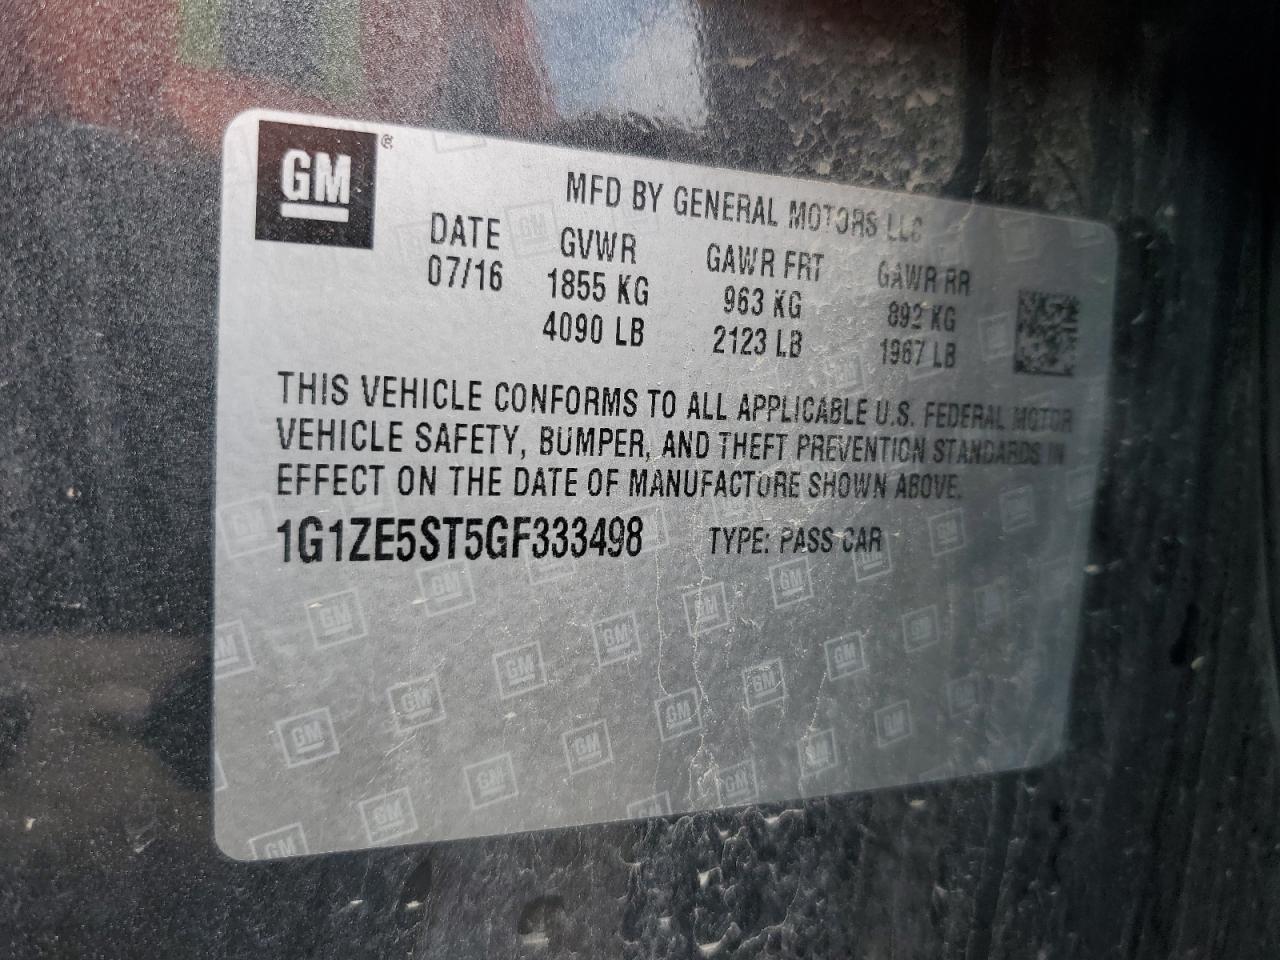 GM
MFD BY GENERAL MOTORS LLC
DATE GVWR GAWR FRT GAWR RR
07/16 1855 KG 963 KG 892 KG
4090 LB 2123 LB 1967 LB
THIS VEHICLE CONFORMS TO ALL APPLICABLE U.S. FEDERAL MOTOR
VEHICLE SAFETY, BUMPER, AND THEFT PREVENTION STANDARDS IN
EFFECT ON THE DATE OF MANUFACTURE SHOWN ABOVE.
1G1ZE5ST5GF333498 TYPE: PASS CAR